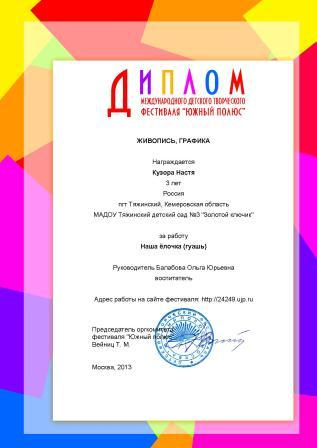 ДИПЛОМ
МЕЖДУНАРОДНОГО ДЕТСКОГО ТВОРЧЕСКОГО
ФЕСТИВАЛЯ "ЮЖНЫЙ ПОЛЮС"
ЖИВОПИСЬ, ГРАФИКА
Награждается
Кузора Настя
3 лет
Россия
пгт Тяжинский, Кемеровская область
МАДОУ Тяжинский детский сад №3 "Золотой ключик"
за работу
Наша ёлочка (гуашь)
Руководитель Балабова Ольга Юрьевна
воспитатель
Адрес работы на сайте фестиваля: http://24249.ujp.ru
Председатель оргкомитета
фестиваля "Южный полюс"
Вейниц Т. М.
Москва, 2013